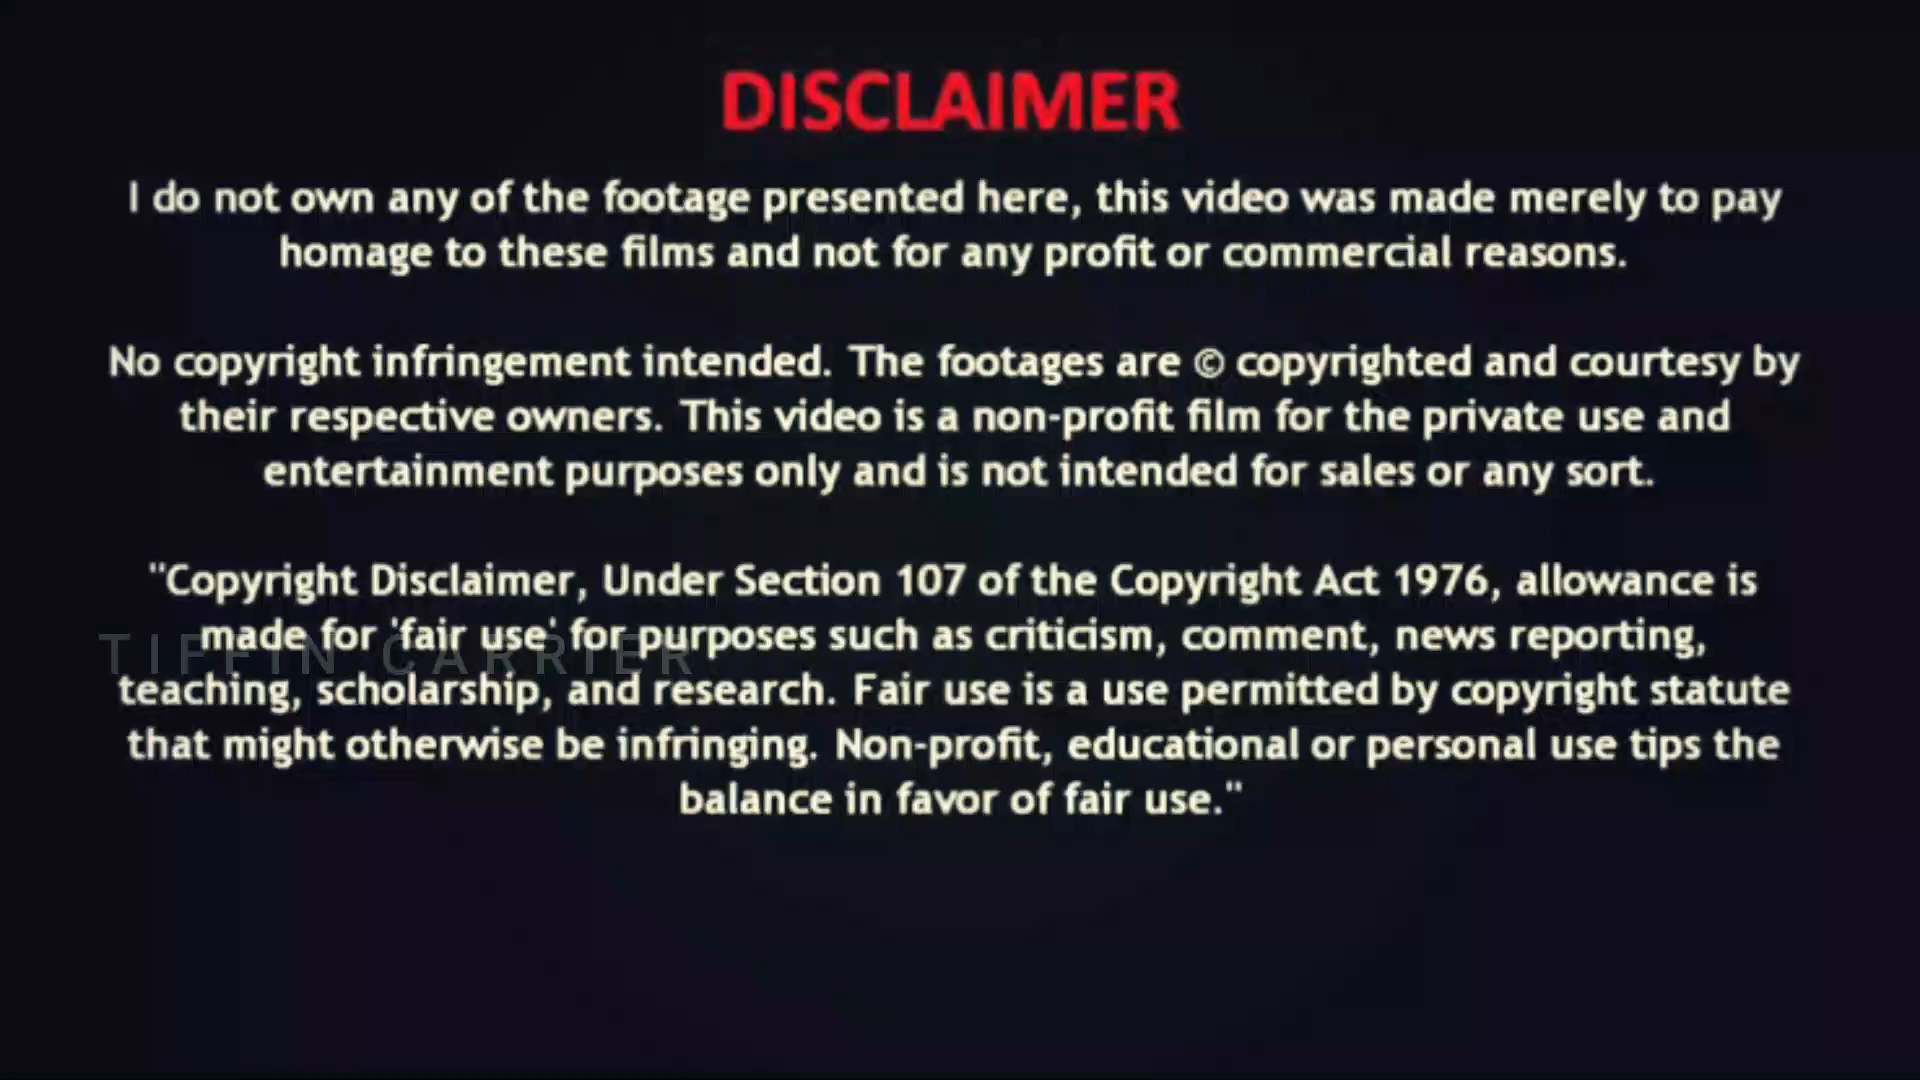 DISCLAIMER
I do not own any of the footage presented here, this video was made merely to pay
homage to these films and not for any profit or commercial reasons.
No copyright infringement intended. The footages are © copyrighted and courtesy by
their respective owners. This video is a non-profit film for the private use and
entertainment purposes only and is not intended for sales or any sort.
"Copyright Disclaimer, Under Section 107 of the Copyright Act 1976, allowance is
made for 'fair use' for purposes such as criticism, comment, news reporting,
TIFFIN CARRIER
teaching, scholarship, and research. Fair use is a use permitted by copyright statute
that might otherwise be infringing. Non-profit, educational or personal use tips the
balance in favor of fair use."